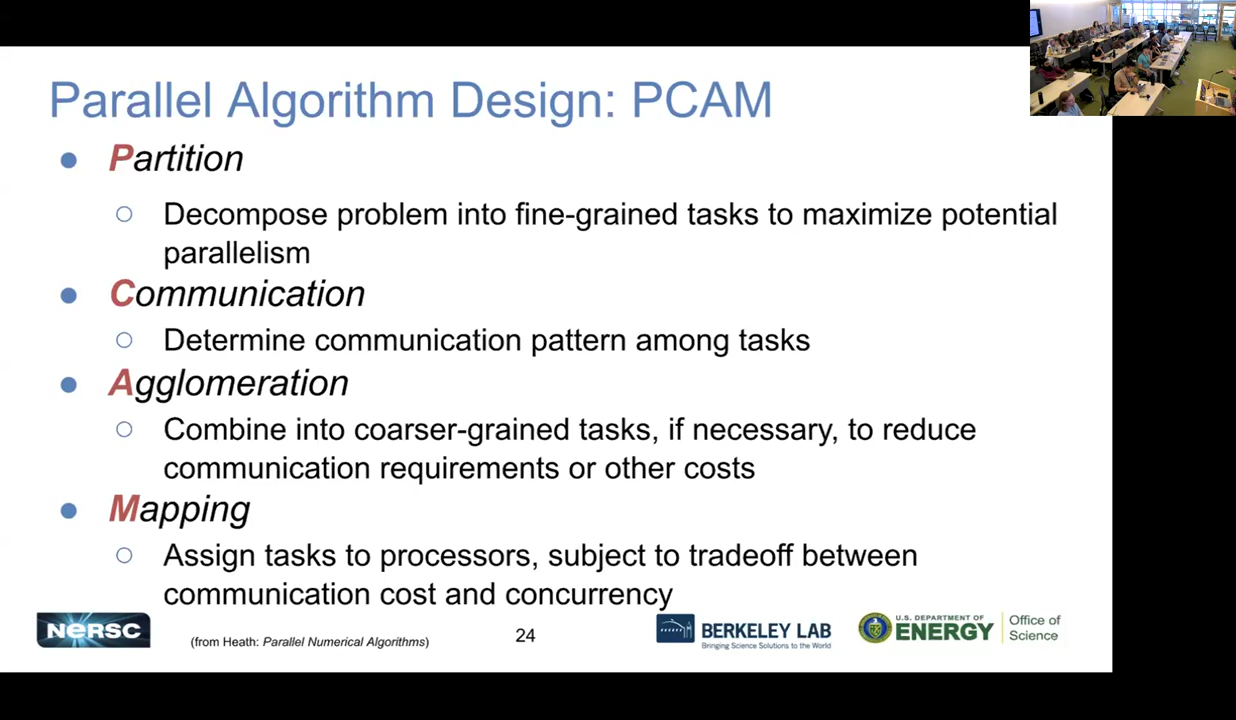 Parallel Algorithm Design: PCAM
● Partition
○ Decompose problem into fine-grained tasks to maximize potential
parallelism
● Communication
○ Determine communication pattern among tasks
● Agglomeration
○ Combine into coarser-grained tasks, if necessary, to reduce
communication requirements or other costs
● Mapping
○ Assign tasks to processors, subject to tradeoff between
communication cost and concurrency
NERSC
(from Heath: Parallel Numerical Algorithms)
24
BERKELEY LAB
Bringing Science Solutions to the World
U.S. DEPARTMENT OF
ENERGY
Office of
Science